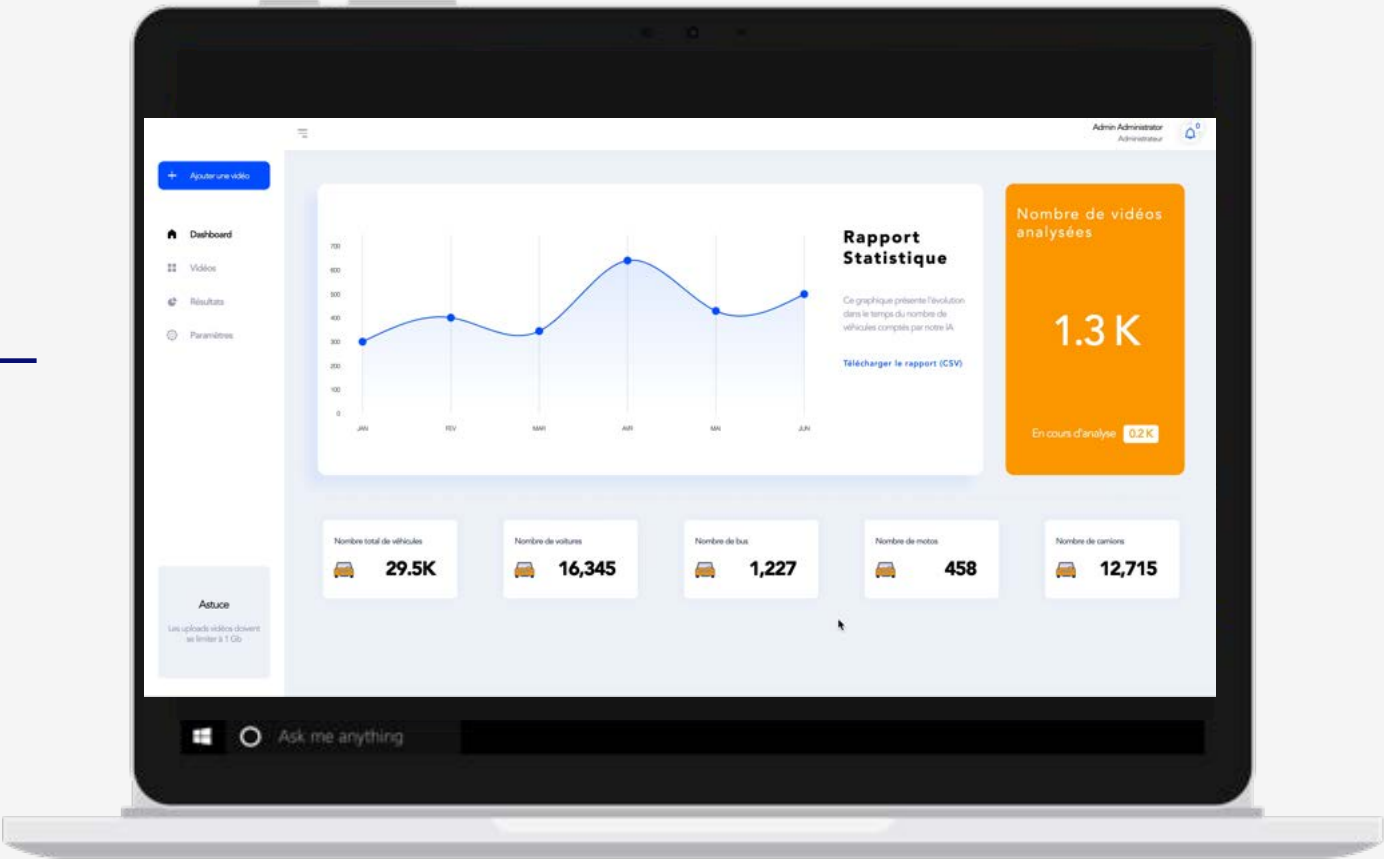 Admin Administrator
Administrateur
0
Ajouter une vidéo
Dashboard
Vidéos
Résultats
Paramètres
Astuce
Les uploads vidéos doivent
se limiter à 1 Gb
700
600
500
400
300
200
100
0
JAN
FEV
MAR
AVR
MAI
JUN
Rapport
Statistique
Ce graphique présente l'évolution
dans le temps du nombre de
véhicules comptés par notre IA
Télécharger le rapport (CSV)
Nombre de vidéos
analysées
1.3 K
En cours d'analyse 0.2 K
Nombre total de véhicules
29.5K
Nombre de voitures
16,345
Nombre de bus
1,227
Nombre de motos
458
Nombre de camions
12,715
Ask me anything